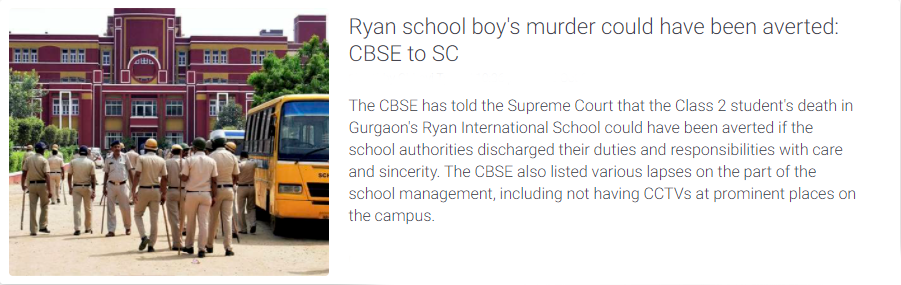 Ryan school boy's murder could have been averted:
CBSE to SC
The CBSE has told the Supreme Court that the Class 2 student's death in
Gurgaon's Ryan International School could have been averted if the
school authorities discharged their duties and responsibilities with care
and sincerity. The CBSE also listed various lapses on the part of the
school management, including not having CCTVs at prominent places on
the campus.